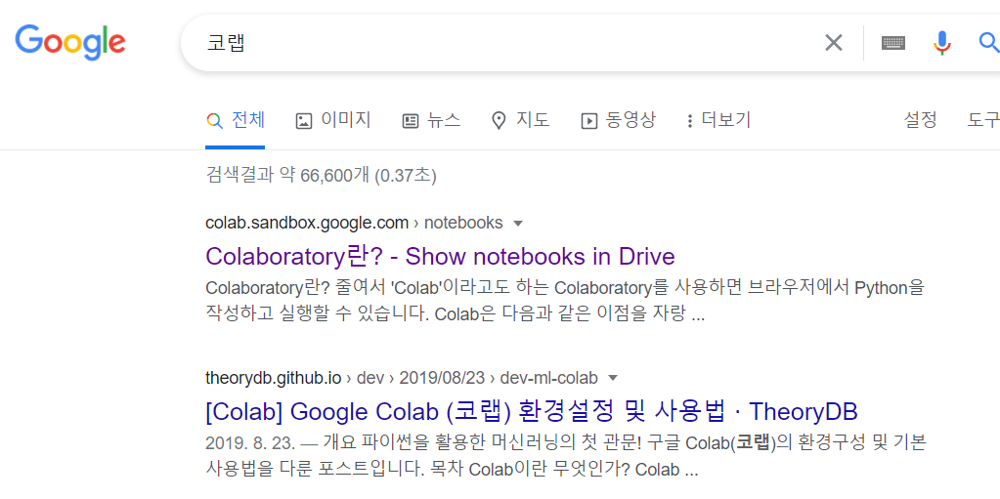 Google
코랩
전체 이미지 뉴스 지도 동영상 더보기 설정 도구
검색결과 약 66,600개 (0.37초)
colab.sandbox.google.com › notebooks
Colaboratory란? - Show notebooks in Drive
Colaboratory란? 줄여서 'Colab'이라고도 하는 Colaboratory를 사용하면 브라우저에서 Python을
작성하고 실행할 수 있습니다. Colab은 다음과 같은 이점을 자랑 ...
theorydb.github.io › dev › 2019/08/23 › dev-ml-colab
[Colab] Google Colab (코랩) 환경설정 및 사용법 · TheoryDB
2019. 8. 23. — 개요 파이썬을 활용한 머신러닝의 첫 관문! 구글 Colab(코랩)의 환경구성 및 기본
사용법을 다룬 포스트입니다. 목차 Colab이란 무엇인가? Colab ...